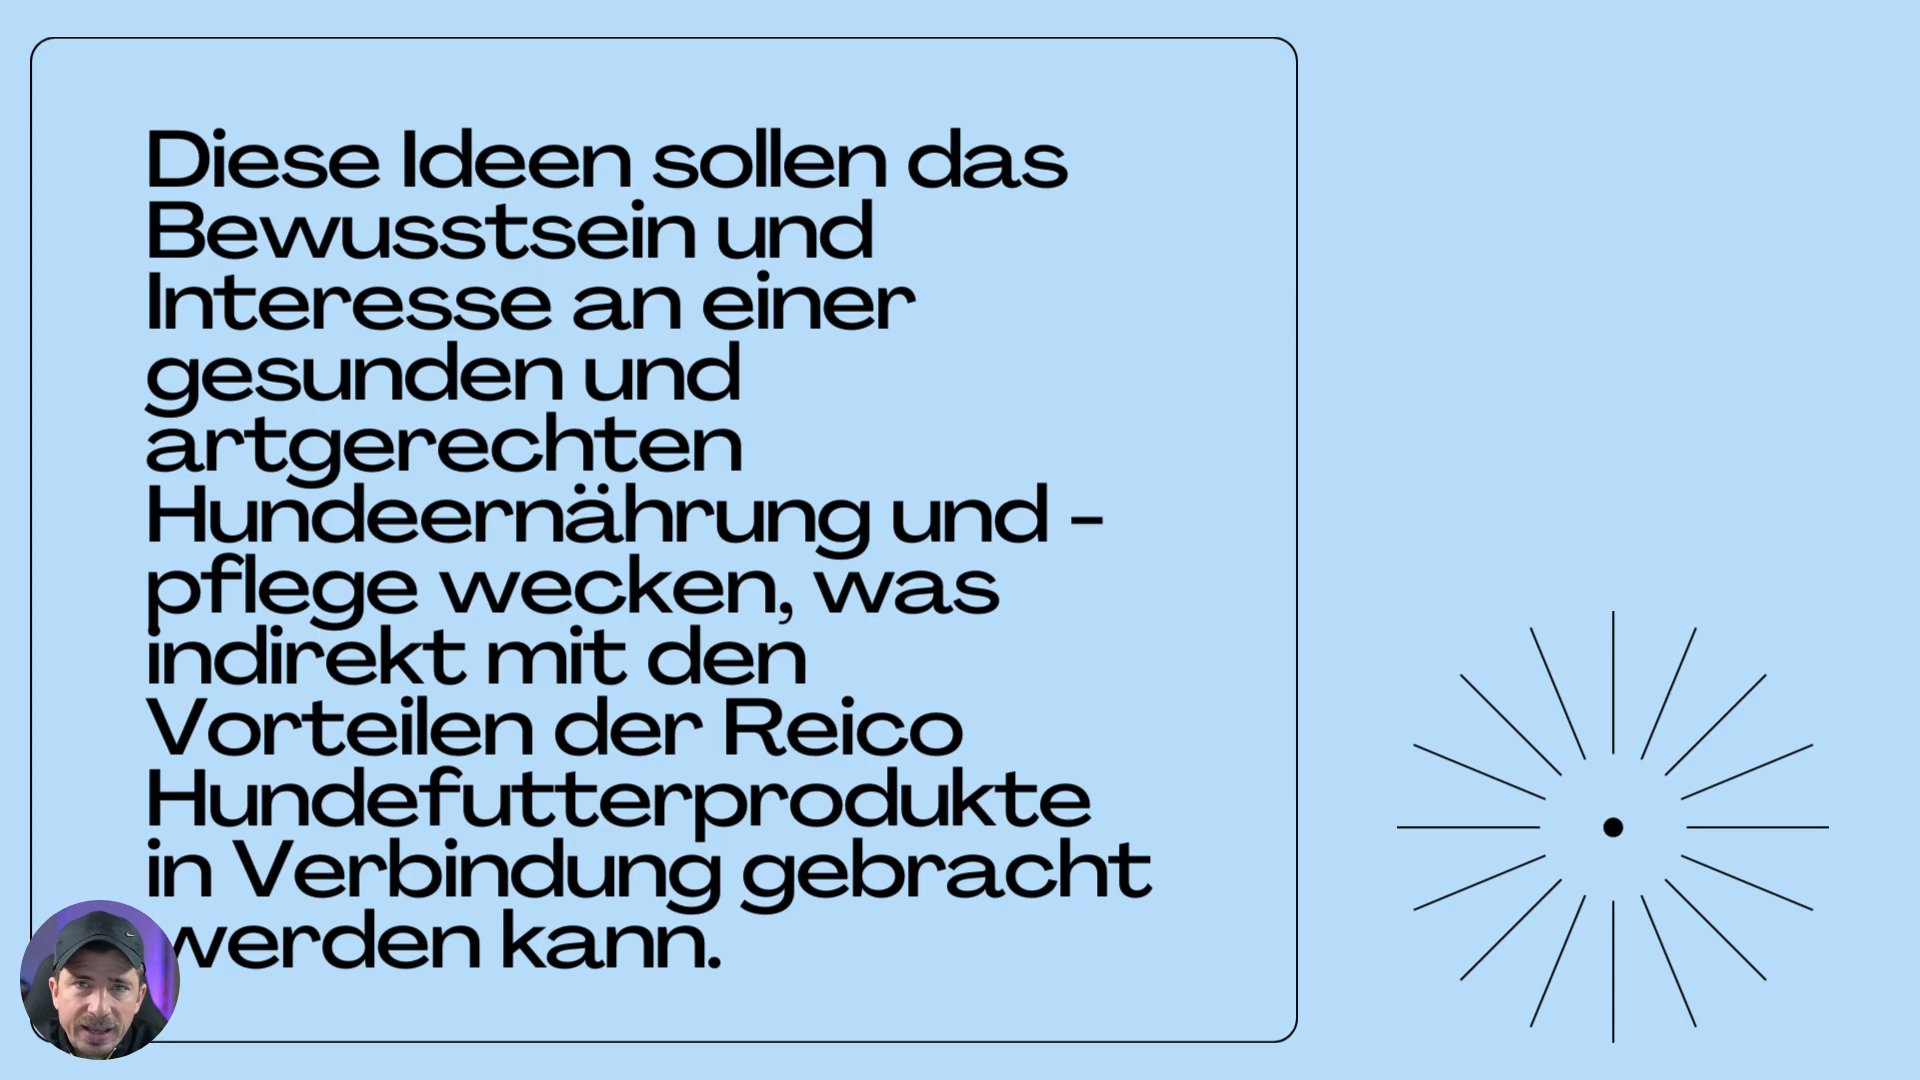 Diese Ideen sollen das
Bewusstsein und
Interesse an einer
gesunden und
artgerechten
Hundeernährung und -
pflege wecken, was
indirekt mit den
Vorteilen der Reico
Hundefutterprodukte
in Verbindung gebracht
werden kann.